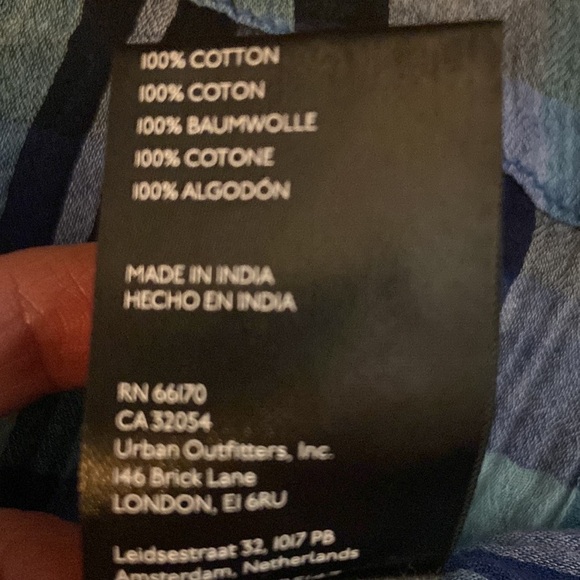 100% COTTON
100% COTON
100% BAUMWOLLE
100% COTONE
100% ALGODÓN
MADE IN INDIA
HECHO EN INDIA
RN 66170
CA 32054
Urban Outfitters, Inc.
146 Brick Lane
LONDON, E1 6RU
Leidsestraat 32, 1017 PB
Amsterdam, Netherlands